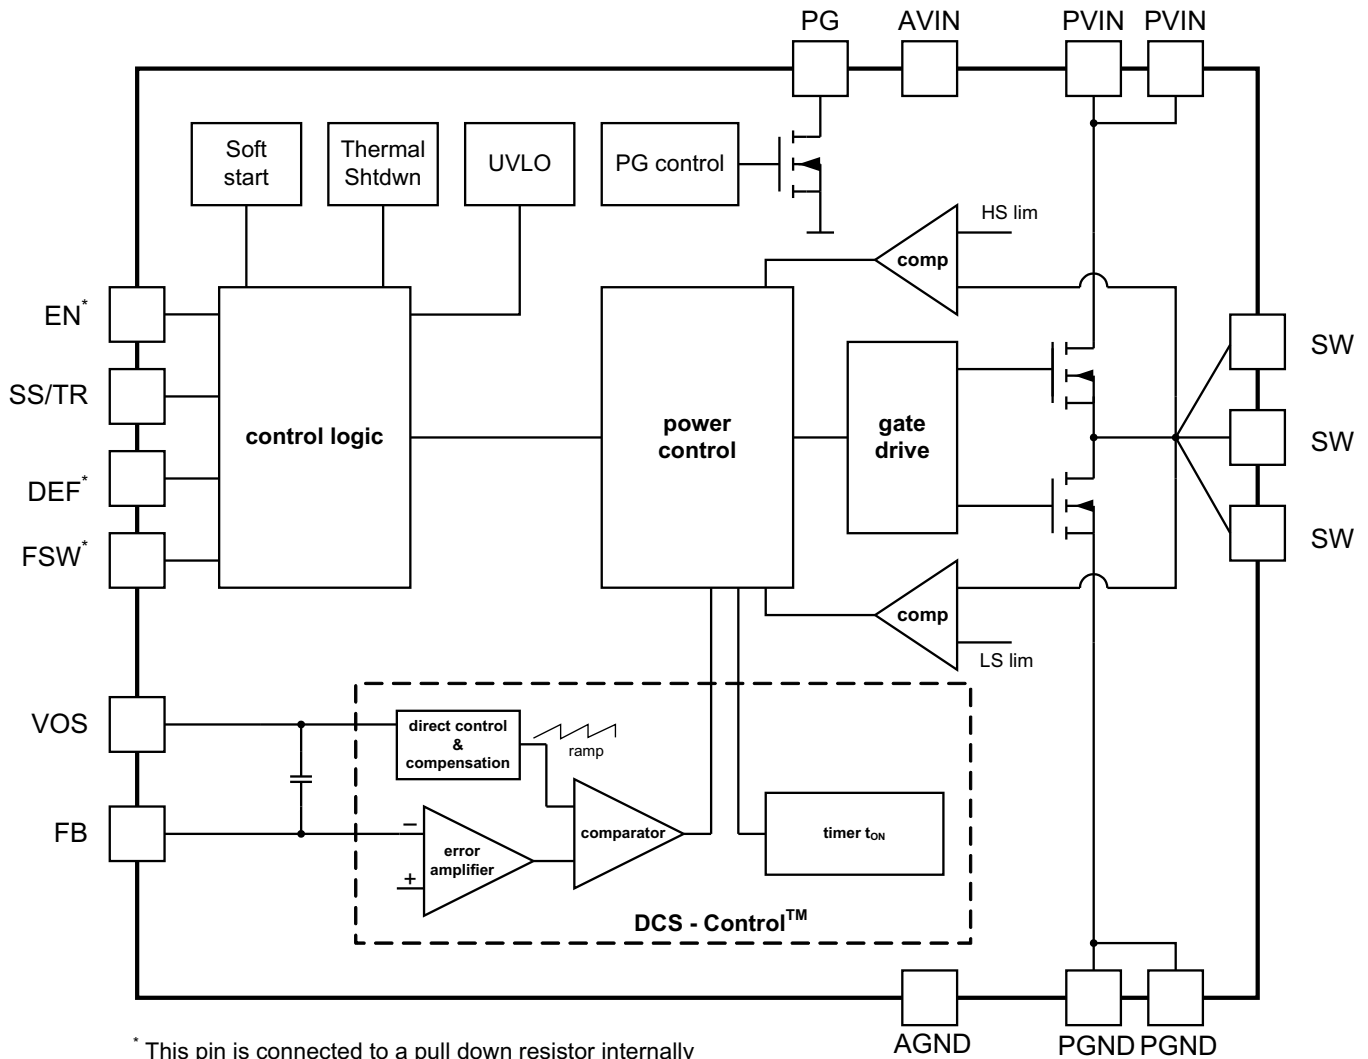 PG AVIN PVIN PVIN
Soft
start
Thermal
Shtdwn
UVLO
PG control
HS lim
comp
EN*
SS/TR
DEF*
FSW*
control logic
power
control
gate
drive
SW
SW
SW
comp
LS lim
VOS
FB
direct control
&
compensation
ramp
−
error
amplifier
+
comparator
timer tON
DCS - Control™
AGND PGND PGND
* This pin is connected to a pull down resistor internally